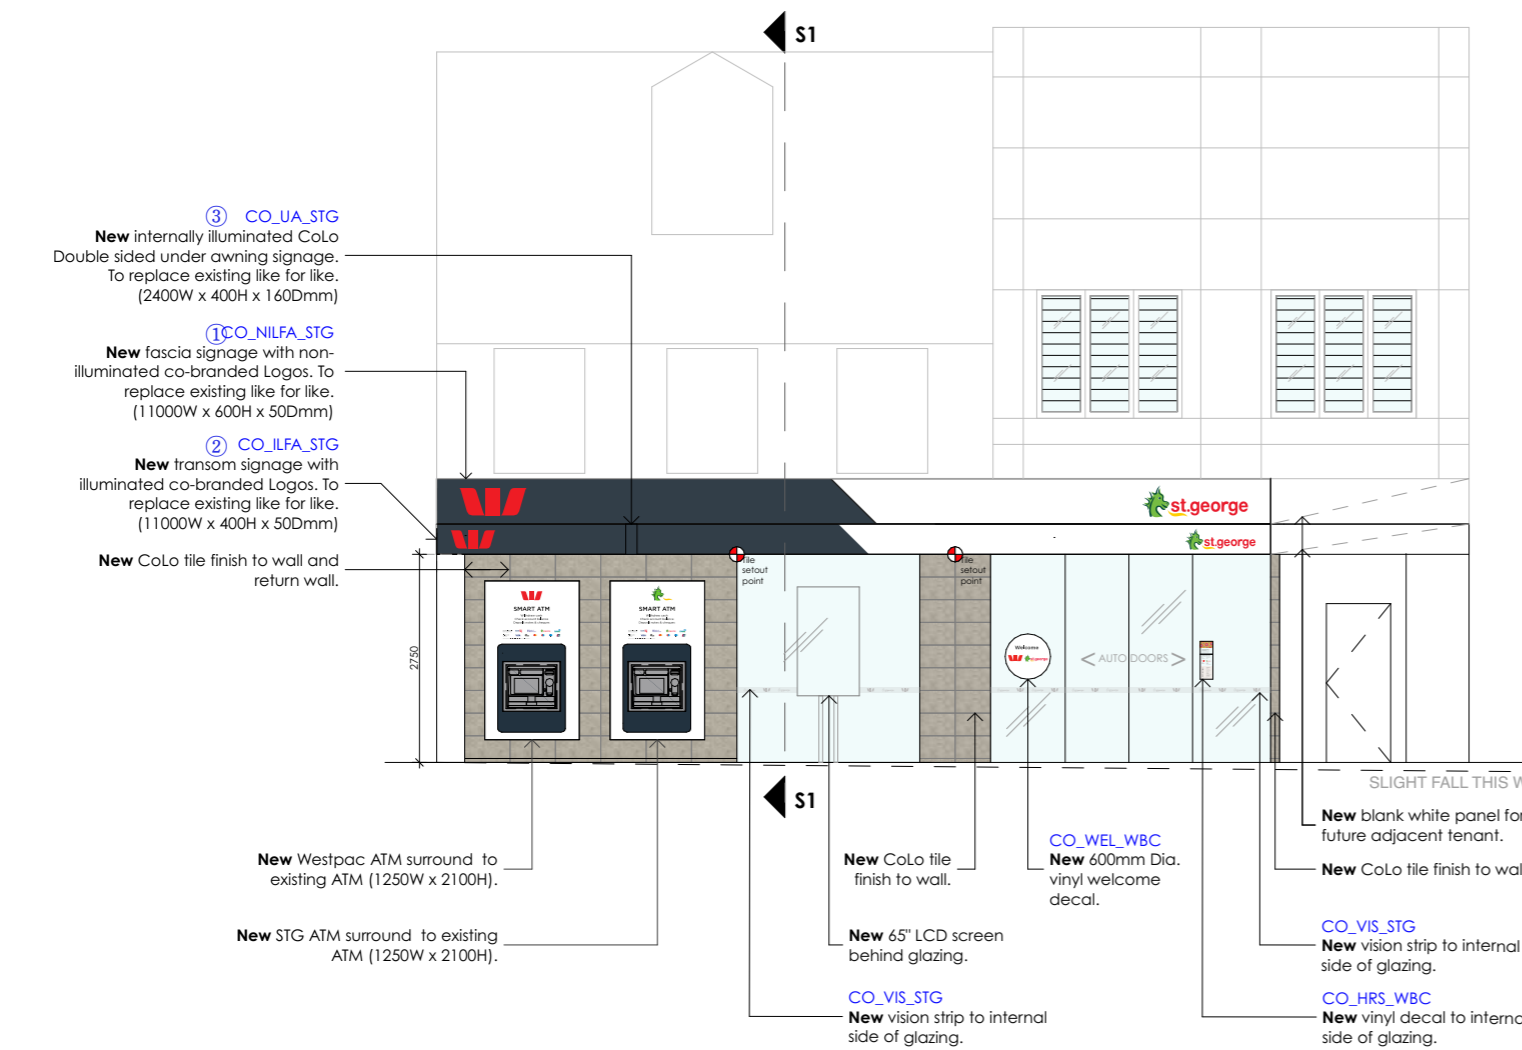 S1
③ CO_UA_STG
New internally illuminated CoLo
Double sided under awning signage.
To replace existing like for like.
(2400W x 400H x 160Dmm)
①CO_NILFA_STG
New fascia signage with non-
illuminated co-branded Logos. To
replace existing like for like.
(11000W x 600H x 50Dmm)
② CO_ILFA_STG
New transom signage with
illuminated co-branded Logos. To
replace existing like for like.
(11000W x 400H x 50Dmm)
New CoLo tile finish to wall and
return wall.
st.george
st.george
Tile
setout
point
Tile
setout
point
SMART ATM
SMART ATM
2750
Welcome
st.george
< AUTO DOORS >
SLIGHT FALL THIS W
S1
New Westpac ATM surround to
existing ATM (1250W x 2100H).
New STG ATM surround to existing
ATM (1250W x 2100H).
New CoLo tile
finish to wall.
New 65" LCD screen
behind glazing.
CO_VIS_STG
New vision strip to internal
side of glazing.
CO_WEL_WBC
New 600mm Dia.
vinyl welcome
decal.
New blank white panel for
future adjacent tenant.
New CoLo tile finish to wal
CO_VIS_STG
New vision strip to internal
side of glazing.
CO_HRS_WBC
New vinyl decal to interna
side of glazing.